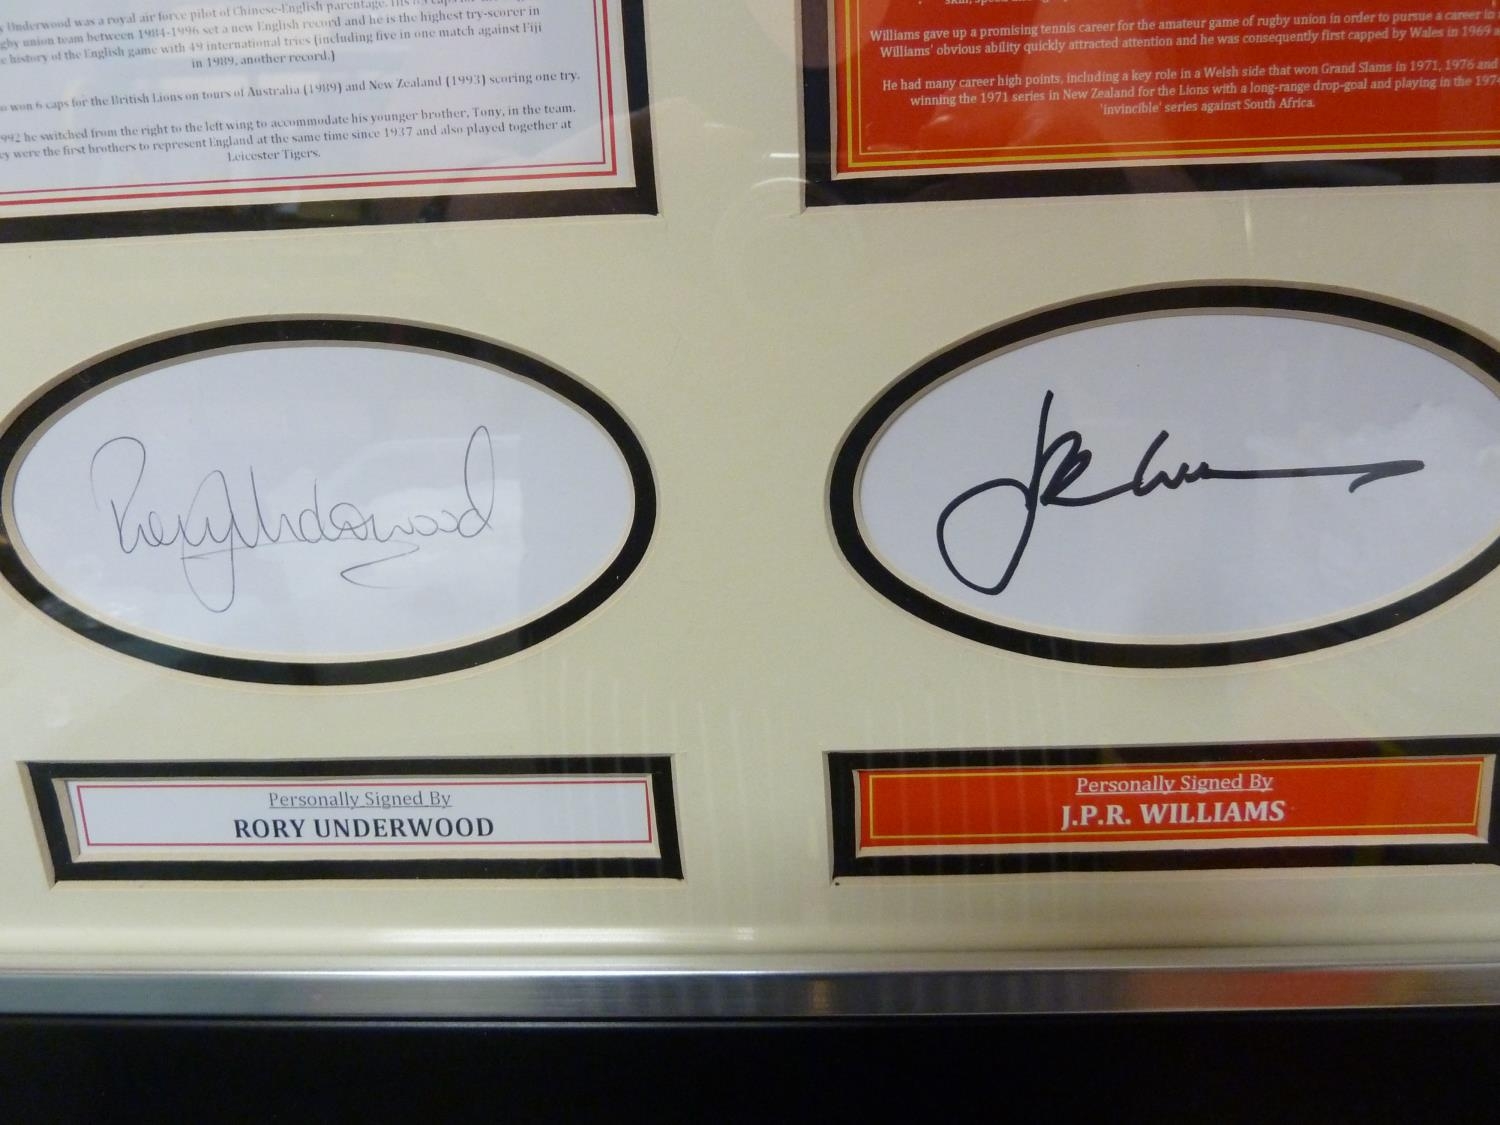 Underwood was a royal air force pilot of Chinese-English parentage. His
union team between 1984-1996 set a new English record and he is the highest try-scorer in
history of the English game with 49 international tries (including five in one match against Fiji
in 1989, another record.)
won 6 caps for the British Lions on tours of Australia (1989) and New Zealand (1993) scoring one try.
1992 he switched from the right to the left wing to accommodate his younger brother, Tony, in the team.
were the first brothers to represent England at the same time since 1937 and also played together at
Leicester Tigers.
Williams gave up a promising tennis career for the amateur game of rugby union in order to pursue a career in
Williams' obvious ability quickly attracted attention and he was consequently first capped by Wales in 1969
He had many career high points, including a key role in a Welsh side that won Grand Slams in 1971, 1976 and
winning the 1971 series in New Zealand for the Lions with a long-range drop-goal and playing in the 1974
'invincible' series against South Africa.
Rory Underwood
JPR Williams
Personally Signed By
RORY UNDERWOOD
Personally Signed By
J.P.R. WILLIAMS